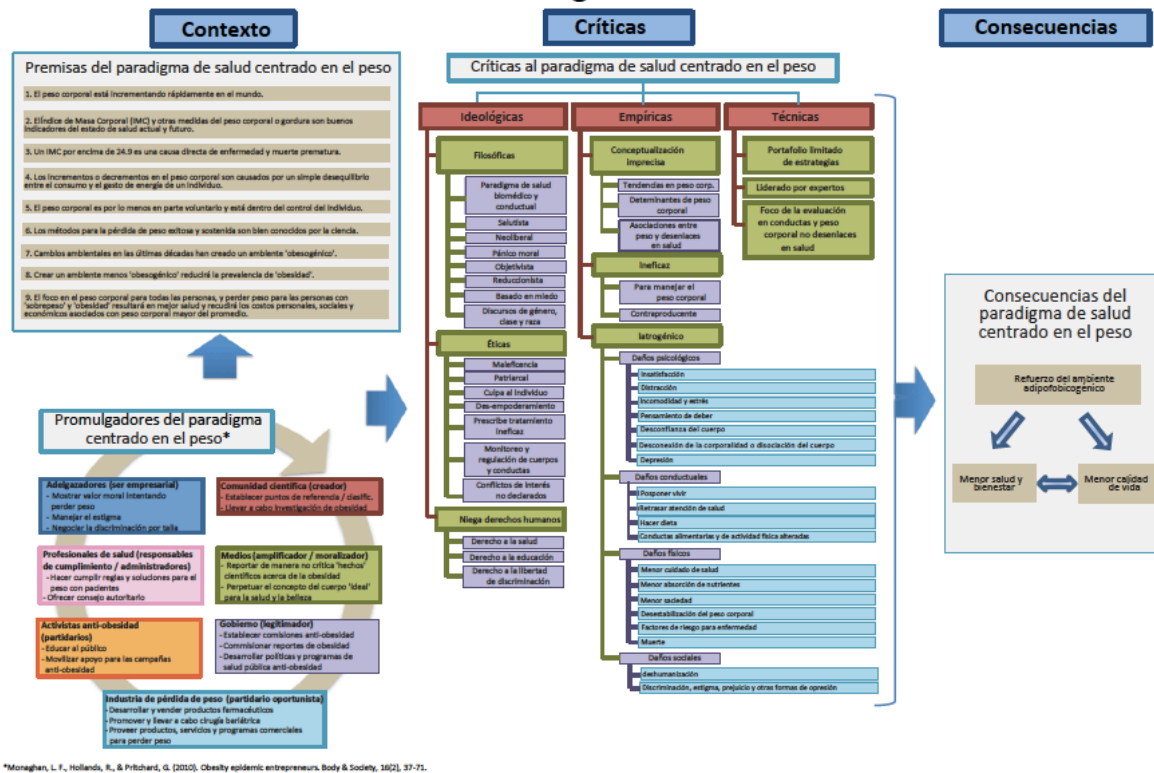 Contexto
Premisas del paradigma de salud centrado en el peso
1. El peso corporal está incrementando rápidamente en el mundo.
2. ElÍndice de Masa Corporal (IMC) y otras medidas del peso corporal o gordura son buenos
indicadores del estado de salud actual y futuro.
3. Un IMC por encima de 24.9 es una causa directa de enfermedad y muerte prematura.
4. Los incrementos o decrementos en el peso corporal son causados por un simple desequilibrio
entre el consumo y el gasto de energía de un individuo.
5. El peso corporal es por lo menos en parte voluntario y está dentro del control del individuo.
6. Los métodos para la pérdida de peso exitosa y sostenida son bien conocidos por la ciencia.
7. Cambios ambientales en las últimas décadas han creado un ambiente 'obesogénico'.
8. Crear un ambiente menos 'obesogénico' reducirá la prevalencia de 'obesidad'.
9. El foco en el peso corporal para todas las personas, y perder peso para las personas con
'sobrepeso' y 'obesidad' resultará en mejor salud y recudirá los costos personales, sociales y
económicos asociados con peso corporal mayor del promedio.
Promulgadores del paradigma
centrado en el peso*
Adelgazadores (ser empresarial)
- Mostrar valor moral intentando
perder peso
- Manejar el estigma
- Negociar la discriminación por talla
Comunidad científica (creador)
- Establecer puntos de referencia / clasific.
- Llevar a cabo investigación de obesidad
Profesionales de salud (responsables
de cumplimiento / administradores)
- Hacer cumplir reglas y soluciones para el
peso con pacientes
- Ofrecer consejo autoritario
Medios (amplificador / moralizador)
- Reportar de manera no crítica 'hechos'
científicos acerca de la obesidad
- Perpetuar el concepto del cuerpo 'ideal'
para la salud y la belleza
Activistas anti-obesidad
(partidarios)
- Educar al público
- Movilizar apoyo para las campañas
anti-obesidad
Gobierno (legitimador)
- Establecer comisiones anti-obesidad
- Commisionar reportes de obesidad
- Desarrollar políticas y programas de
salud pública anti-obesidad
Industria de pérdida de peso (partidario oportunista)
- Desarrollar y vender productos farmacéuticos
- Promover y llevar a cabo cirugía bariátrica
- Proveer productos, servicios y programas comerciales
para perder peso
Críticas
Críticas al paradigma de salud centrado en el peso
Ideológicas
Filosóficas
Paradigma de salud
biomédico y
conductual
Salutista
Neoliberal
Pánico moral
Objetivista
Reduccionista
Basado en miedo
Discursos de género,
clase y raza
Éticas
Maleficencia
Patriarcal
Culpa al individuo
Des-empoderamiento
Prescribe tratamiento
ineficaz
Monitoreo y
regulación de cuerpos
y conductas
Conflictos de interés
no declarados
Niega derechos humanos
Derecho a la salud
Derecho a la educación
Derecho a la libertad
de discriminación
Empíricas
Conceptualización
imprecisa
Tendencias en peso corp.
Determinantes de peso
corporal
Asociaciones entre
peso y desenlaces
en salud
Ineficaz
Para manejar el
peso corporal
Contraproducente
Iatrogénico
Daños psicológicos
Insatisfacción
Distracción
Incomodidad y estrés
Pensamiento de deber
Desconfianza del cuerpo
Desconexión de la corporalidad o disociación del cuerpo
Depresión
Daños conductuales
Posponer vivir
Retrasar atención de salud
Hacer dieta
Conductas alimentarias y de actividad física alteradas
Daños físicos
Menor cuidado de salud
Menor absorción de nutrientes
Menor saciedad
Desestabilización del peso corporal
Factores de riesgo para enfermedad
Muerte
Daños sociales
deshumanización
Discriminación, estigma, prejuicio y otras formas de opresión
Técnicas
Portafolio limitado
de estrategias
Liderado por expertos
Foco de la evaluación
en conductas y peso
corporal no desenlaces
en salud
Consecuencias
Consecuencias del
paradigma de salud
centrado en el peso
Refuerzo del ambiente
adipofobicogénico
Menor salud y
bienestar
Menor calidad
de vida
*Monaghan, L. F., Hollands, R., & Pritchard, G. (2010). Obesity epidemic entrepreneurs. Body & Society, 16(2), 37-71.